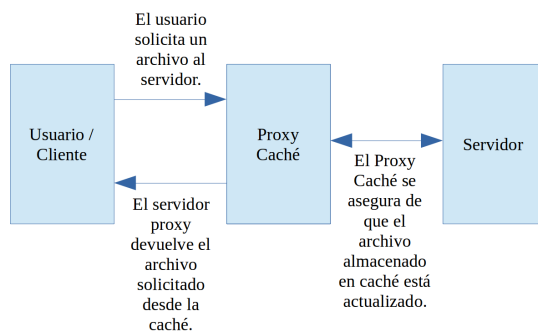 El usuario
solicita un
archivo al
servidor.
Usuario /
Cliente
Proxy
Caché
Servidor
El servidor
proxy
devuelve el
archivo
solicitado
desde la
caché.
El Proxy
Caché se
asegura de
que el
archivo
almacenado
en caché está
actualizado.